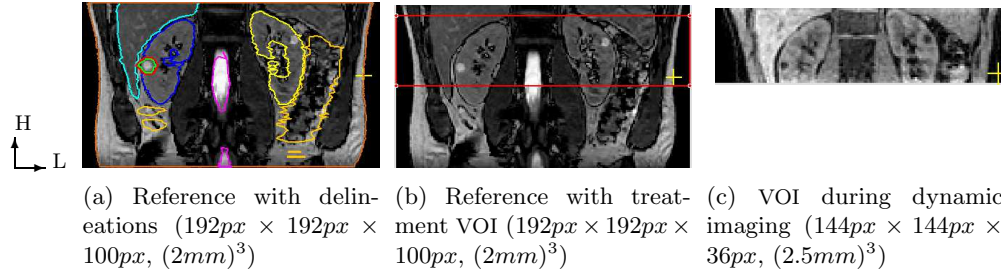 H
L
(a) Reference with delin-
eations (192px × 192px ×
100px, (2mm)³)
(b) Reference with treat-
ment VOI (192px × 192px ×
100px, (2mm)³)
(c) VOI during dynamic
imaging (144px × 144px ×
36px, (2.5mm)³)